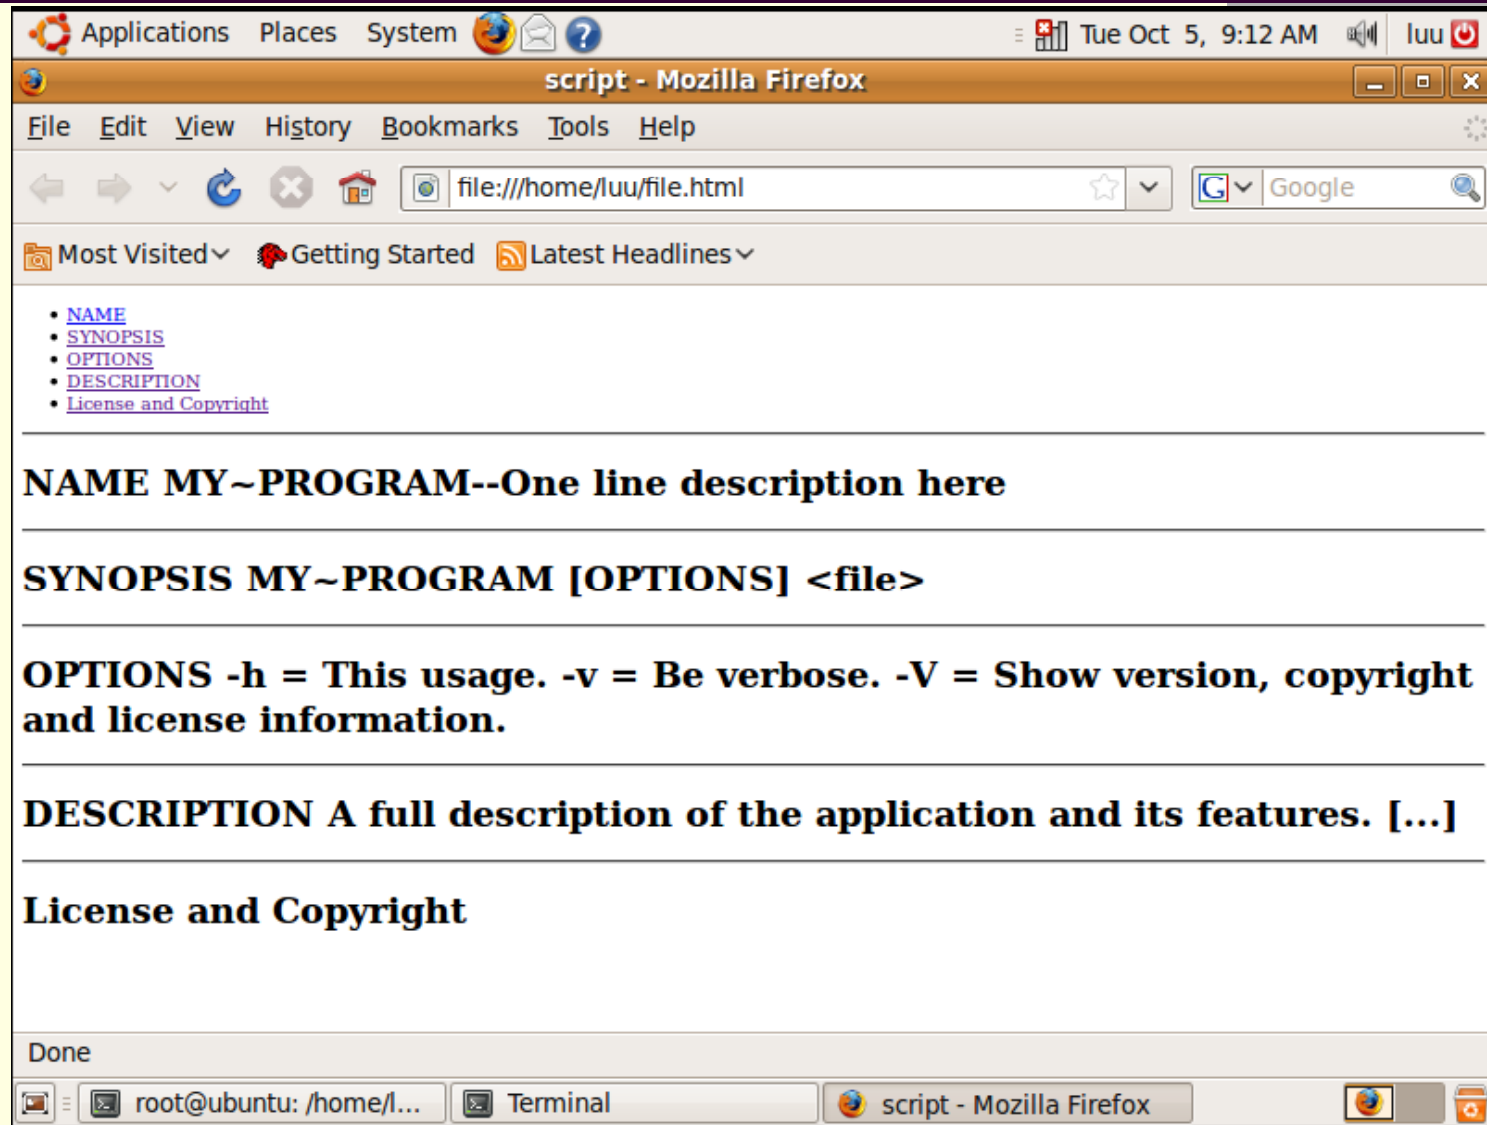 Applications Places System Tue Oct 5, 9:12 AM luu
script - Mozilla Firefox
File Edit View History Bookmarks Tools Help
file:///home/luu/file.html G Google
Most Visited Getting Started Latest Headlines
• NAME
• SYNOPSIS
• OPTIONS
• DESCRIPTION
• License and Copyright
NAME MY~PROGRAM--One line description here
SYNOPSIS MY~PROGRAM [OPTIONS] <file>
OPTIONS -h = This usage. -v = Be verbose. -V = Show version, copyright
and license information.
DESCRIPTION A full description of the application and its features. [...]
License and Copyright
Done
root@ubuntu: /home/l... Terminal script - Mozilla Firefox